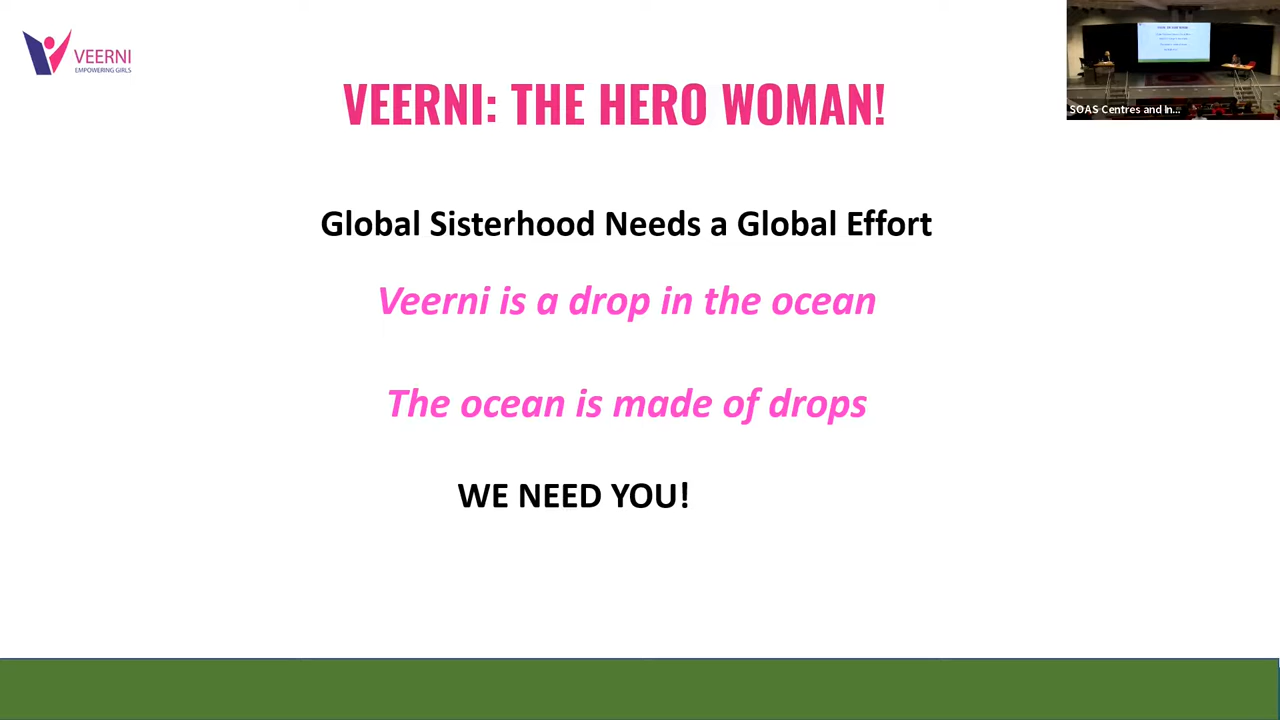 VEERNI
EMPOWERING GIRLS
SOAS Centres and In...
VEERNI: THE HERO WOMAN!
Global Sisterhood Needs a Global Effort
Veerni is a drop in the ocean
The ocean is made of drops
WE NEED YOU!